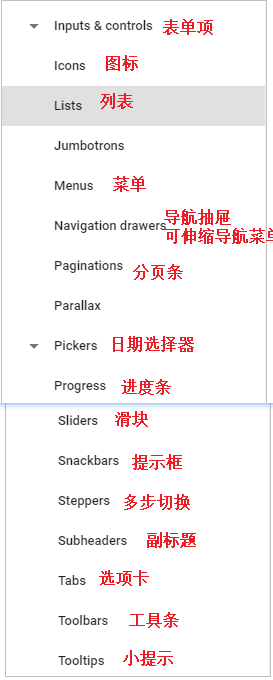 Inputs & controls 表单项
Icons 图标
Lists 列表
Jumbotrons
Menus 菜单
Navigation drawers 导航抽屉
可伸缩导航菜单
Paginations 分页条
Parallax
Pickers 日期选择器
Progress 进度条
Sliders 滑块
Snackbars 提示框
Steppers 多步切换
Subheaders 副标题
Tabs 选项卡
Toolbars 工具条
Tooltips 小提示